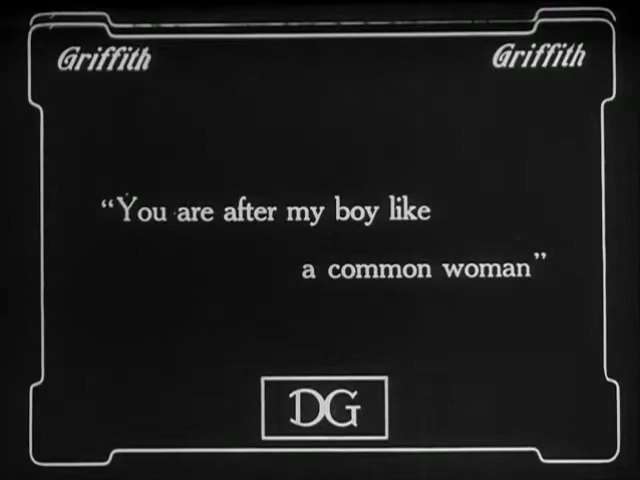 Griffith Griffith
“You are after my boy like
a common woman”
DG